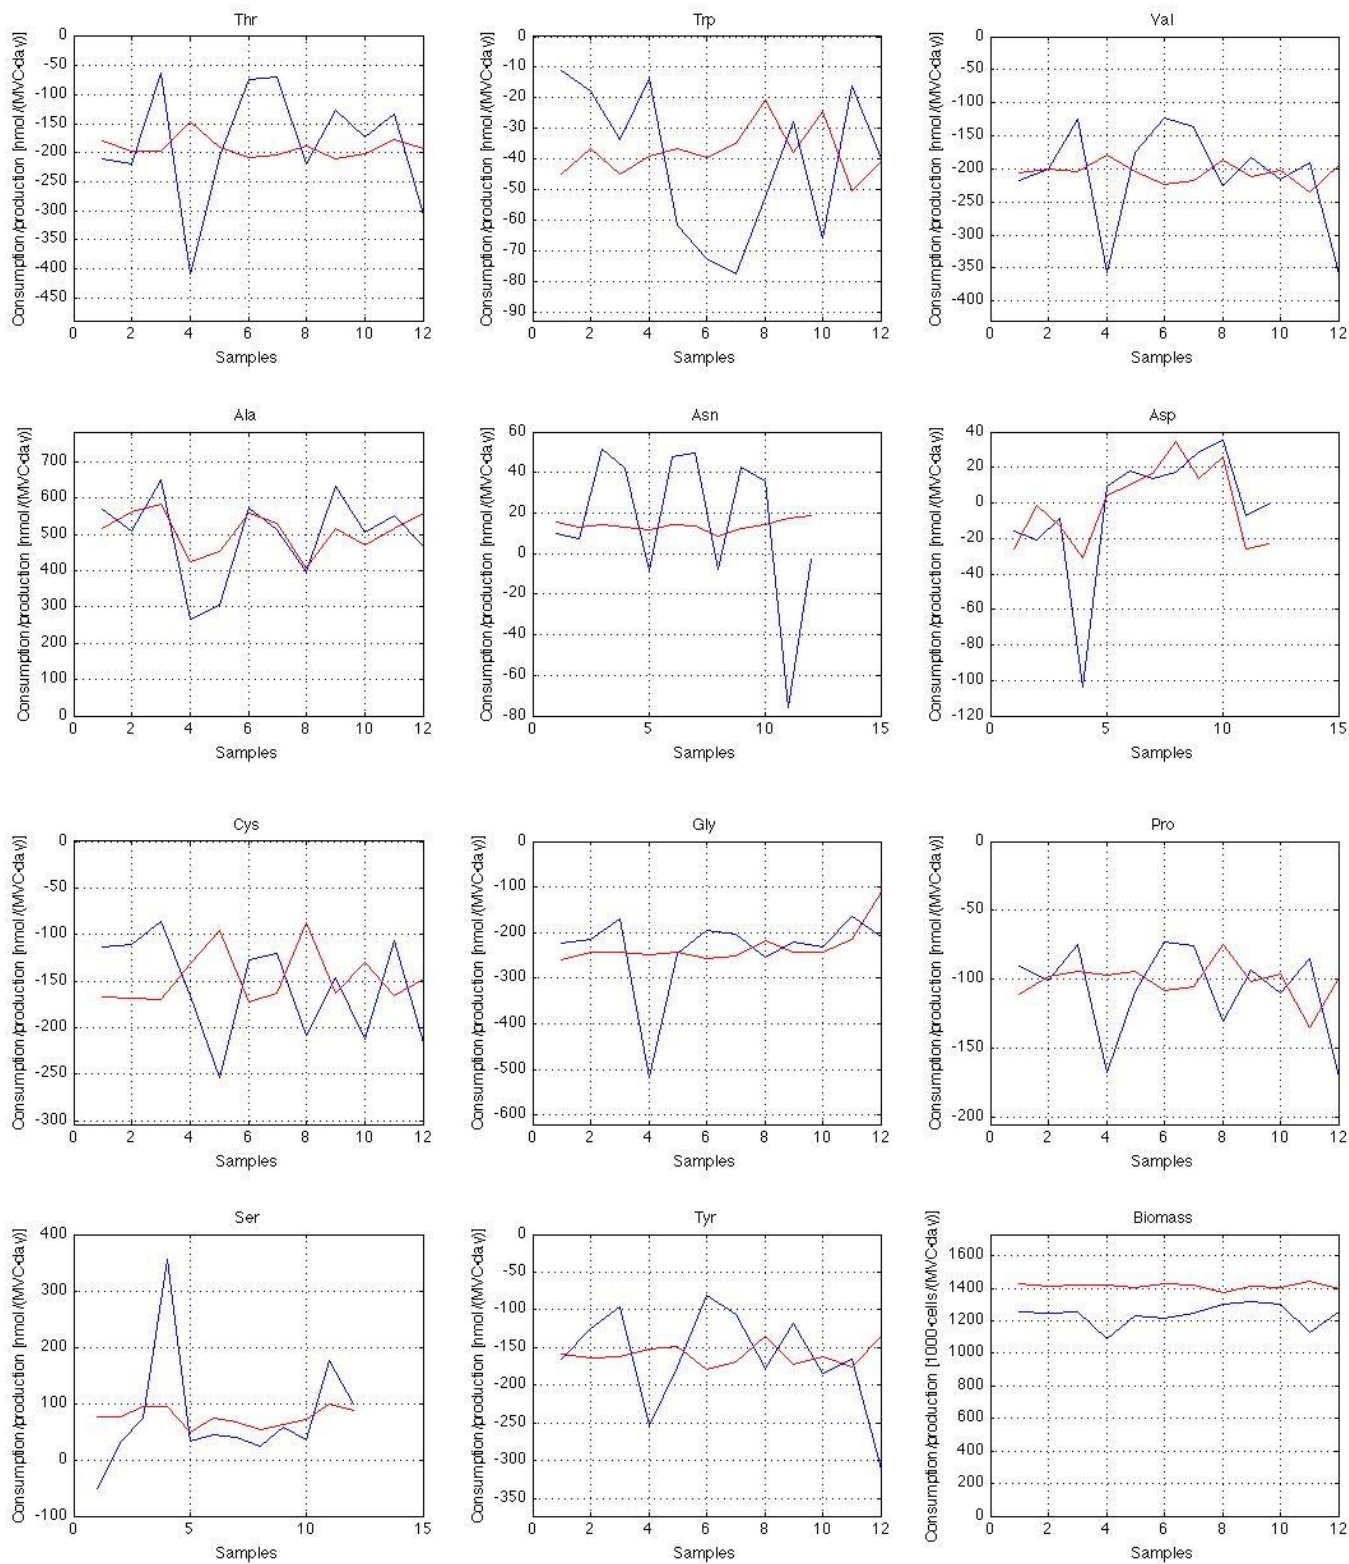 Thr
Consumption/production [nmol/(MVC·day)]
0
-50
-100
-150
-200
-250
-300
-350
-400
-450
0 2 4 6 8 10 12
Samples
Trp
Consumption/production [nmol/(MVC·day)]
0
-10
-20
-30
-40
-50
-60
-70
-80
-90
0 2 4 6 8 10 12
Samples
Val
Consumption/production [nmol/(MVC·day)]
0
-50
-100
-150
-200
-250
-300
-350
-400
0 2 4 6 8 10 12
Samples
Ala
Consumption/production [nmol/(MVC·day)]
700
600
500
400
300
200
100
0
0 2 4 6 8 10 12
Samples
Asn
Consumption/production [nmol/(MVC·day)]
60
40
20
0
-20
-40
-60
-80
0 5 10 15
Samples
Asp
Consumption/production [nmol/(MVC·day)]
40
20
0
-20
-40
-60
-80
-100
-120
0 5 10 15
Samples
Cys
Consumption/production [nmol/(MVC·day)]
0
-50
-100
-150
-200
-250
-300
0 2 4 6 8 10 12
Samples
Gly
Consumption/production [nmol/(MVC·day)]
0
-100
-200
-300
-400
-500
-600
0 2 4 6 8 10 12
Samples
Pro
Consumption/production [nmol/(MVC·day)]
0
-50
-100
-150
-200
0 2 4 6 8 10 12
Samples
Ser
Consumption/production [nmol/(MVC·day)]
400
300
200
100
0
-100
0 5 10 15
Samples
Tyr
Consumption/production [nmol/(MVC·day)]
0
-50
-100
-150
-200
-250
-300
-350
0 2 4 6 8 10 12
Samples
Biomass
Consumption/production [1000·cells/(MVC·day)]
1600
1400
1200
1000
800
600
400
200
0
0 2 4 6 8 10 12
Samples